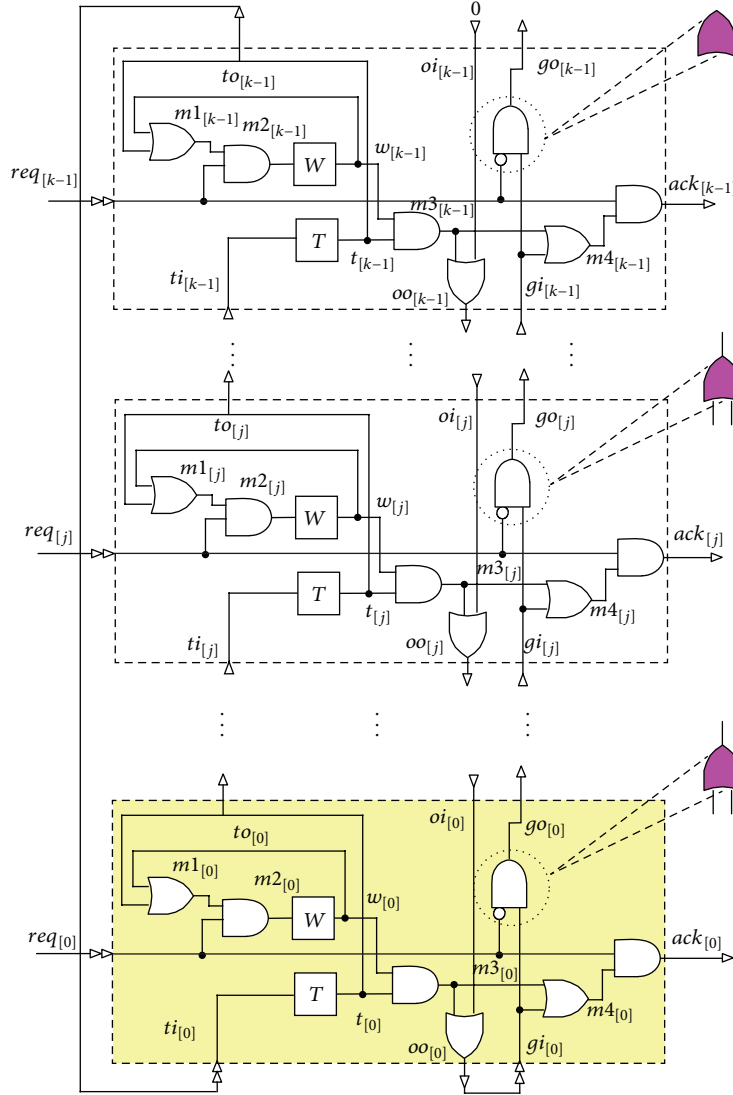 0
to[k−1]
oi[k−1]
go[k−1]
m1[k−1]
m2[k−1]
W
w[k−1]
req[k−1]
m3[k−1]
ack[k−1]
T
t[k−1]
m4[k−1]
ti[k−1]
oo[k−1]
gi[k−1]
to[j]
oi[j]
go[j]
m1[j]
m2[j]
W
w[j]
req[j]
m3[j]
ack[j]
T
t[j]
m4[j]
ti[j]
oo[j]
gi[j]
to[0]
oi[0]
go[0]
m1[0]
m2[0]
W
w[0]
req[0]
m3[0]
ack[0]
T
t[0]
m4[0]
ti[0]
oo[0]
gi[0]